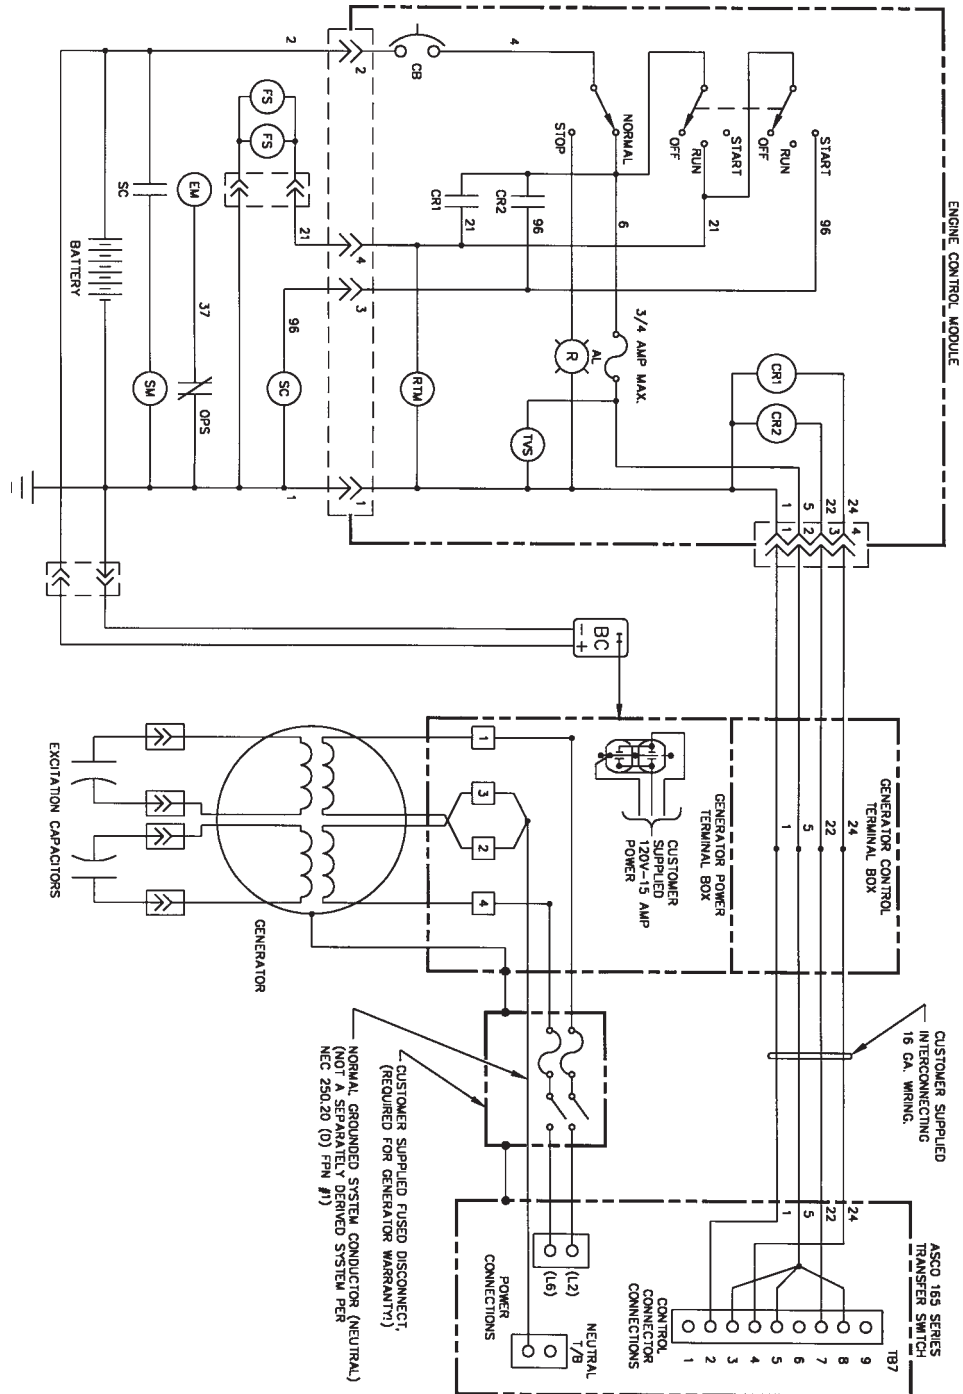 ENGINE CONTROL MODULE
START
RUN
OFF
START
RUN
OFF
96
21
NORMAL
STOP
4
CB
2
2
CR2
CR1
96
21
6
3/4 AMP MAX.
AL
R
TVS
RTM
CR1
CR2
24
22
5
1
4
3
2
1
FS
FS
21
4
3
96
SC
1
1
SC
EM
37
OPS
SM
BATTERY
BC
- +
GENERATOR CONTROL
TERMINAL BOX
24
22
5
1
GENERATOR POWER
TERMINAL BOX
CUSTOMER
SUPPLIED
120V-15 AMP
POWER
1
3
2
4
GENERATOR
EXCITATION CAPACITORS
CUSTOMER SUPPLIED
INTERCONNECTING
16 GA. WIRING.
CUSTOMER SUPPLIED FUSED DISCONNECT,
(REQUIRED FOR GENERATOR WARRANTY!)
NORMAL GROUNDED SYSTEM CONDUCTOR (NEUTRAL)
(NOT A SEPARATELY DERIVED SYSTEM PER
NEC 250.20 (D) FPN #1)
ASCO 165 SERIES
TRANSFER SWITCH
24
22
5
1
TB7
9
8
7
6
5
4
3
2
1
CONTROL
CONNECTOR
CONNECTIONS
(L2)
(L6)
POWER
CONNECTIONS
NEUTRAL
T/B